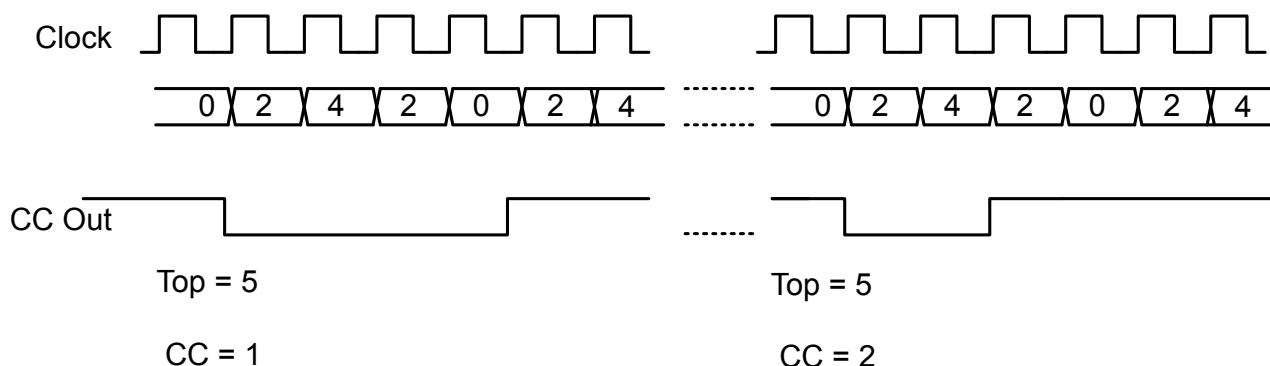 Clock
0 2 4 2 0 2 4 0 2 4 2 0 2 4
CC Out
Top = 5 Top = 5
CC = 1 CC = 2